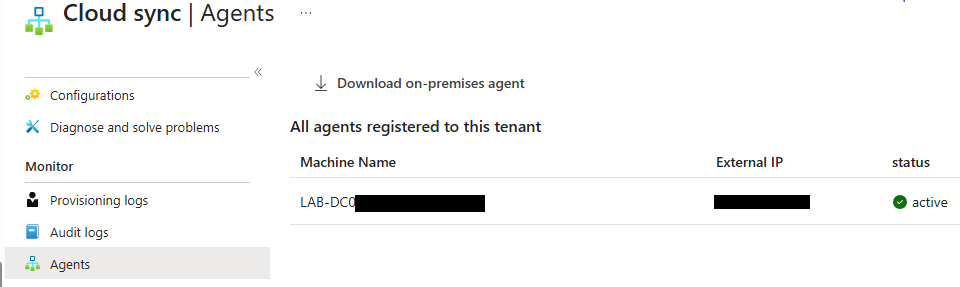 Cloud sync | Agents ...
«
Download on-premises agent
Configurations
Diagnose and solve problems
All agents registered to this tenant
Monitor
Machine Name External IP status
Provisioning logs
LAB-DC0 active
Audit logs
Agents